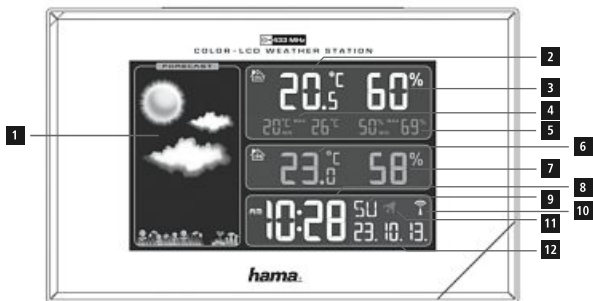 433 MHz
COLOR-LCD WEATHER STATION
FORECAST
20.5°C 60%
20°C 26°C 50% 69%
23.0°C 58%
AM 10:28 SU
23.10.13.
hama
1
2
3
4
5
6
7
8
9
10
11
12